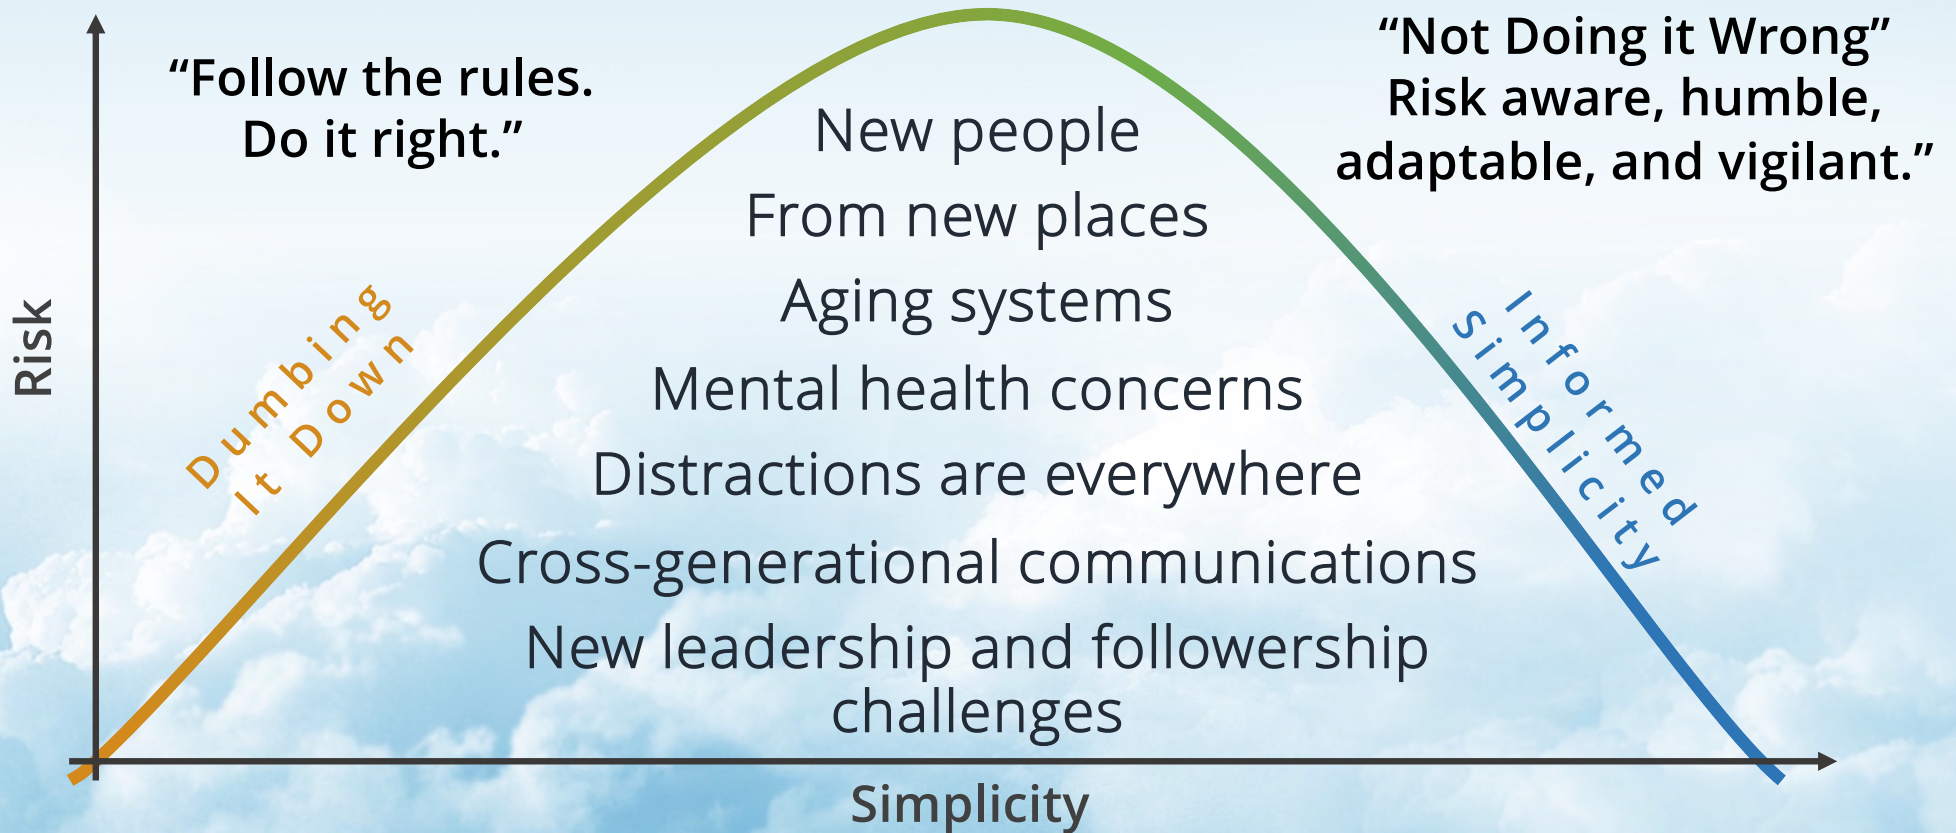 “Follow the rules.
Do it right.”
“Not Doing it Wrong”
Risk aware, humble,
adaptable, and vigilant.”
New people
From new places
Aging systems
Mental health concerns
Distractions are everywhere
Cross-generational communications
New leadership and followership
challenges
Risk
Dumbing
It Down
Informed
Simplicity
Simplicity